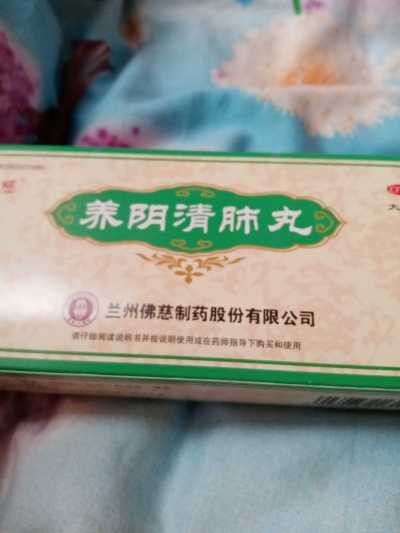 养阴清肺丸
兰州佛慈制药股份有限公司
请仔细阅读说明书并按说明使用或在药师指导下购买和使用